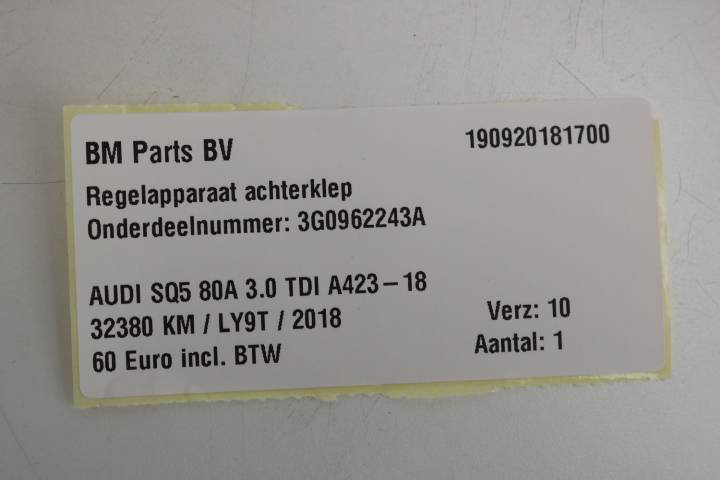 BM Parts BV
190920181700
Regelapparaat achterklep
Onderdeelnummer: 3G0962243A
AUDI SQ5 80A 3.0 TDI A423-18
32380 KM / LY9T / 2018
Verz: 10
60 Euro incl. BTW
Aantal: 1